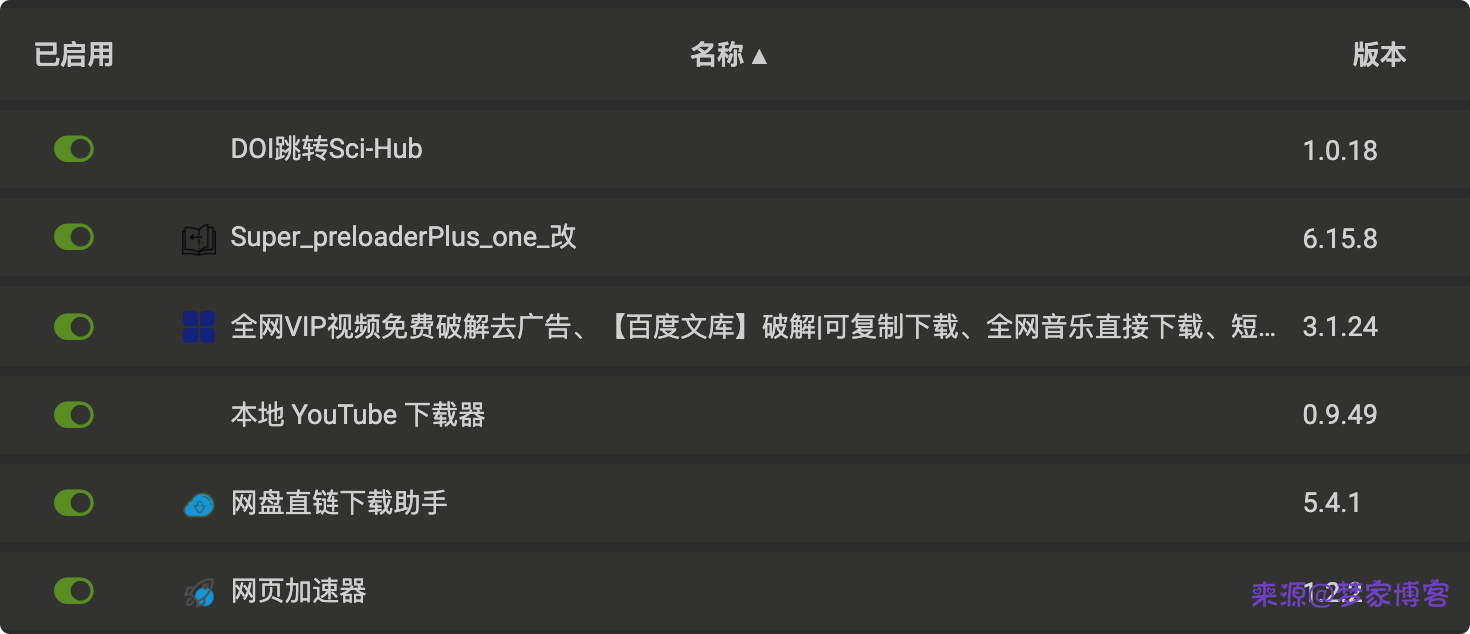 已启用 名称 ▲ 版本
DOI跳转Sci-Hub 1.0.18
Super_preloaderPlus_one_改 6.15.8
全网VIP视频免费破解去广告、【百度文库】破解|可复制下载、全网音乐直接下载、短... 3.1.24
本地 YouTube 下载器 0.9.49
网盘直链下载助手 5.4.1
网页加速器 1.2.2
来源@梦家博客